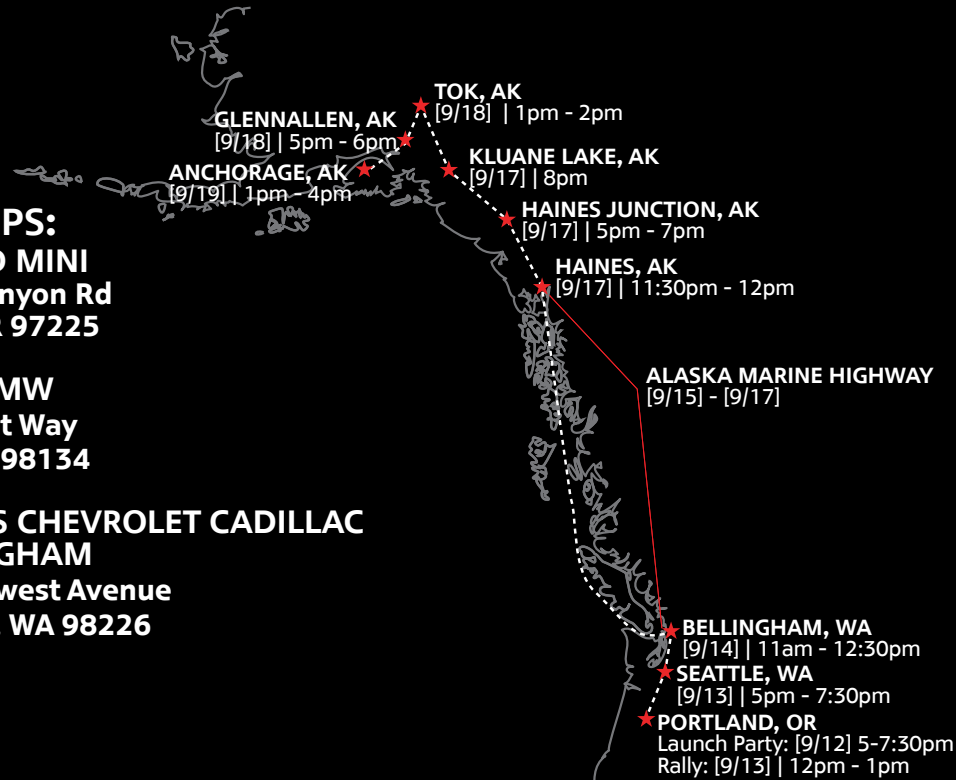 TOK, AK
[9/18] | 1pm - 2pm
GLENNALLEN, AK
[9/18] | 5pm - 6pm
ANCHORAGE, AK
[9/19] | 1pm - 4pm
KLUANE LAKE, AK
[9/17] | 8pm
HAINES JUNCTION, AK
[9/17] | 5pm - 7pm
HAINES, AK
[9/17] | 11:30pm - 12pm
ALASKA MARINE HIGHWAY
[9/15] - [9/17]
BELLINGHAM, WA
[9/14] | 11am - 12:30pm
SEATTLE, WA
[9/13] | 5pm - 7:30pm
PORTLAND, OR
Launch Party: [9/12] 5-7:30pm
Rally: [9/13] | 12pm - 1pm
PS:
MINI
nyon Rd
R 97225
MW
t Way
98134
S CHEVROLET CADILLAC
GHAM
west Avenue
WA 98226